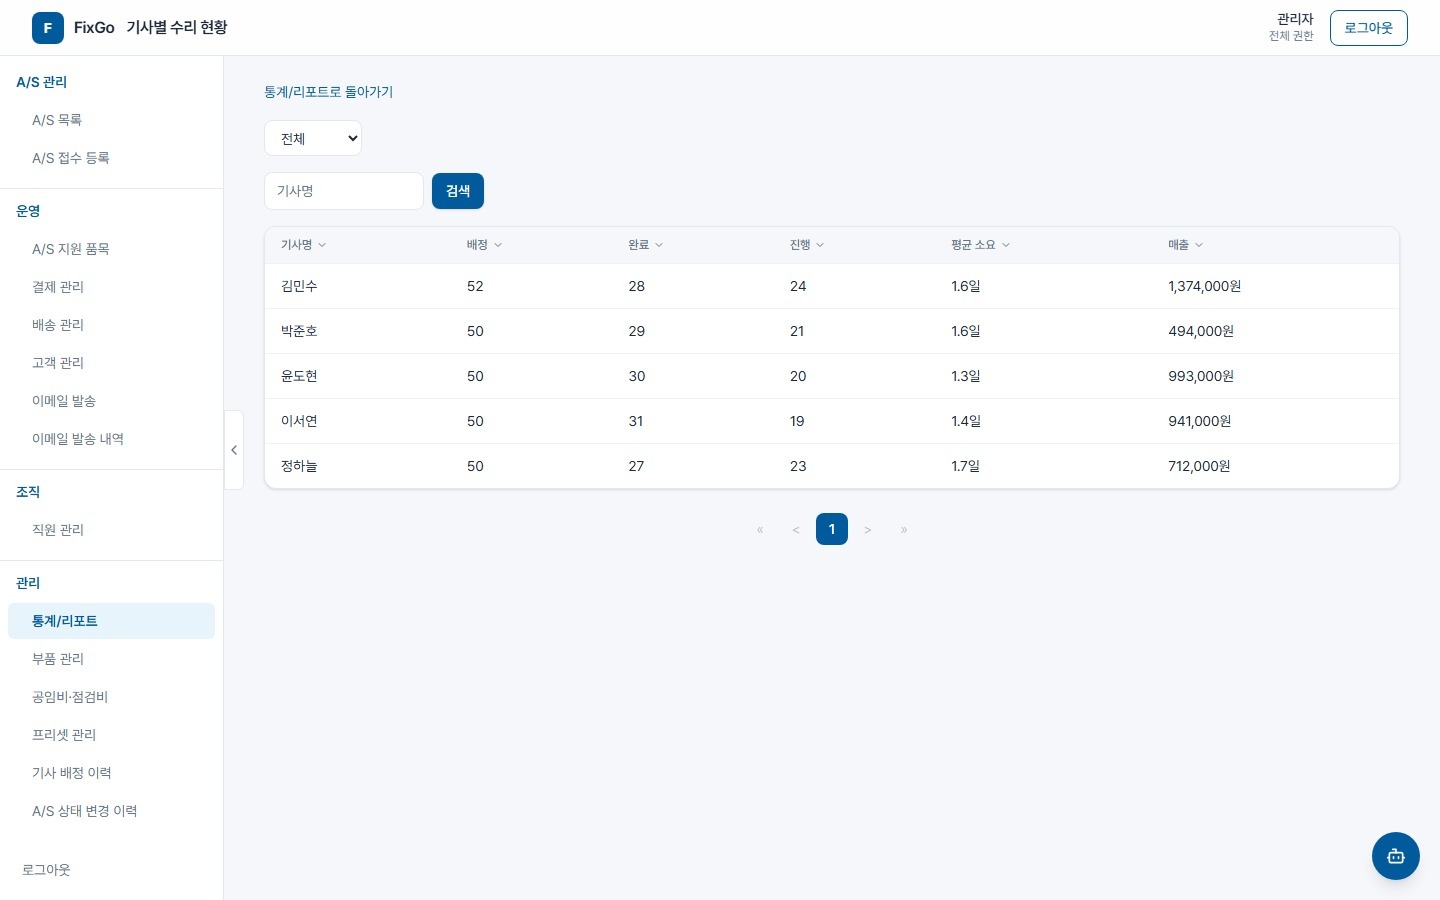 F FixGo 기사별 수리 현황
관리자
전체 권한
로그아웃
A/S 관리
A/S 목록
A/S 접수 등록
운영
A/S 지원 품목
결제 관리
배송 관리
고객 관리
이메일 발송
이메일 발송 내역
조직
직원 관리
관리
통계/리포트
부품 관리
공임비·점검비
프리셋 관리
기사 배정 이력
A/S 상태 변경 이력
로그아웃
통계/리포트로 돌아가기
전체
기사명 검색
기사명 배정 완료 진행 평균 소요 매출
김민수 52 28 24 1.6일 1,374,000원
박준호 50 29 21 1.6일 494,000원
윤도현 50 30 20 1.3일 993,000원
이서연 50 31 19 1.4일 941,000원
정하늘 50 27 23 1.7일 712,000원
« < 1 > »